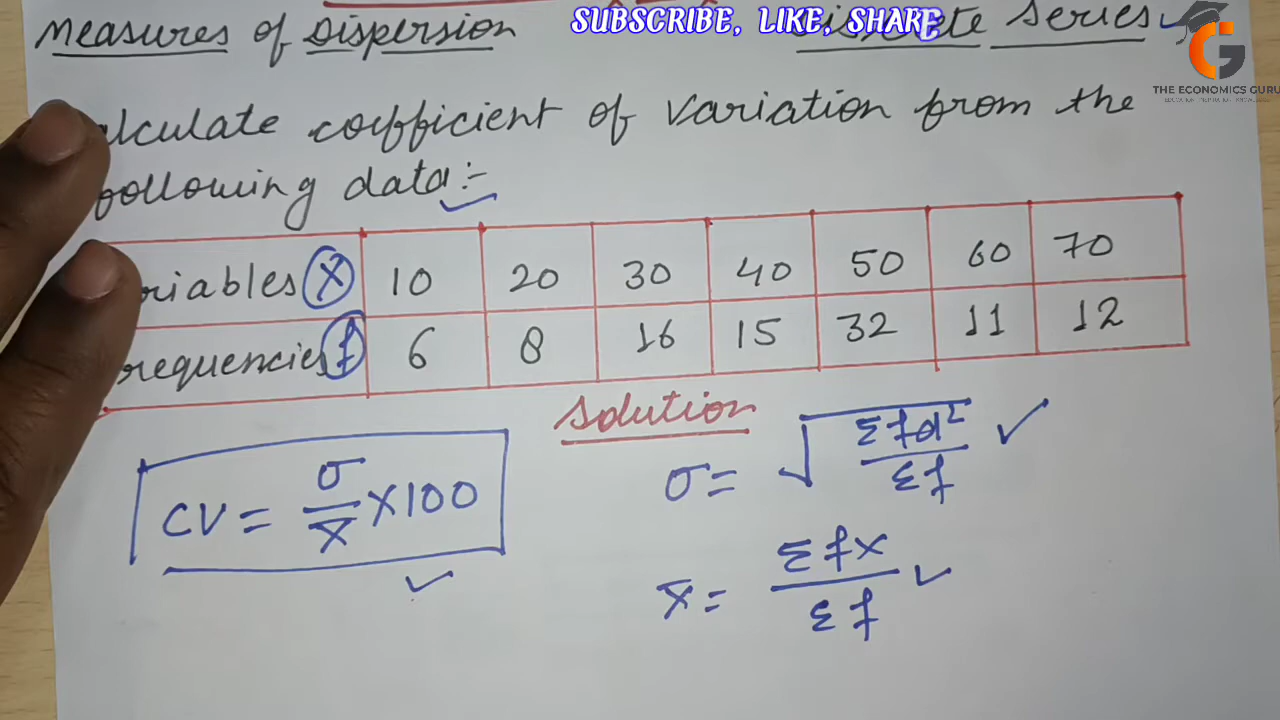 SUBSCRIBE, LIKE, SHARE
Measures of Dispersion
Series
THE ECONOMICS GURU
alculate coefficient of variation from the
following data:-
riables (X) 10 20 30 40 50 60 70
requencies (f) 6 8 16 15 32 11 12
Solution
CV = σ/x̄ × 100
σ = √Σfd²/Σf
x̄ = Σfx/Σf